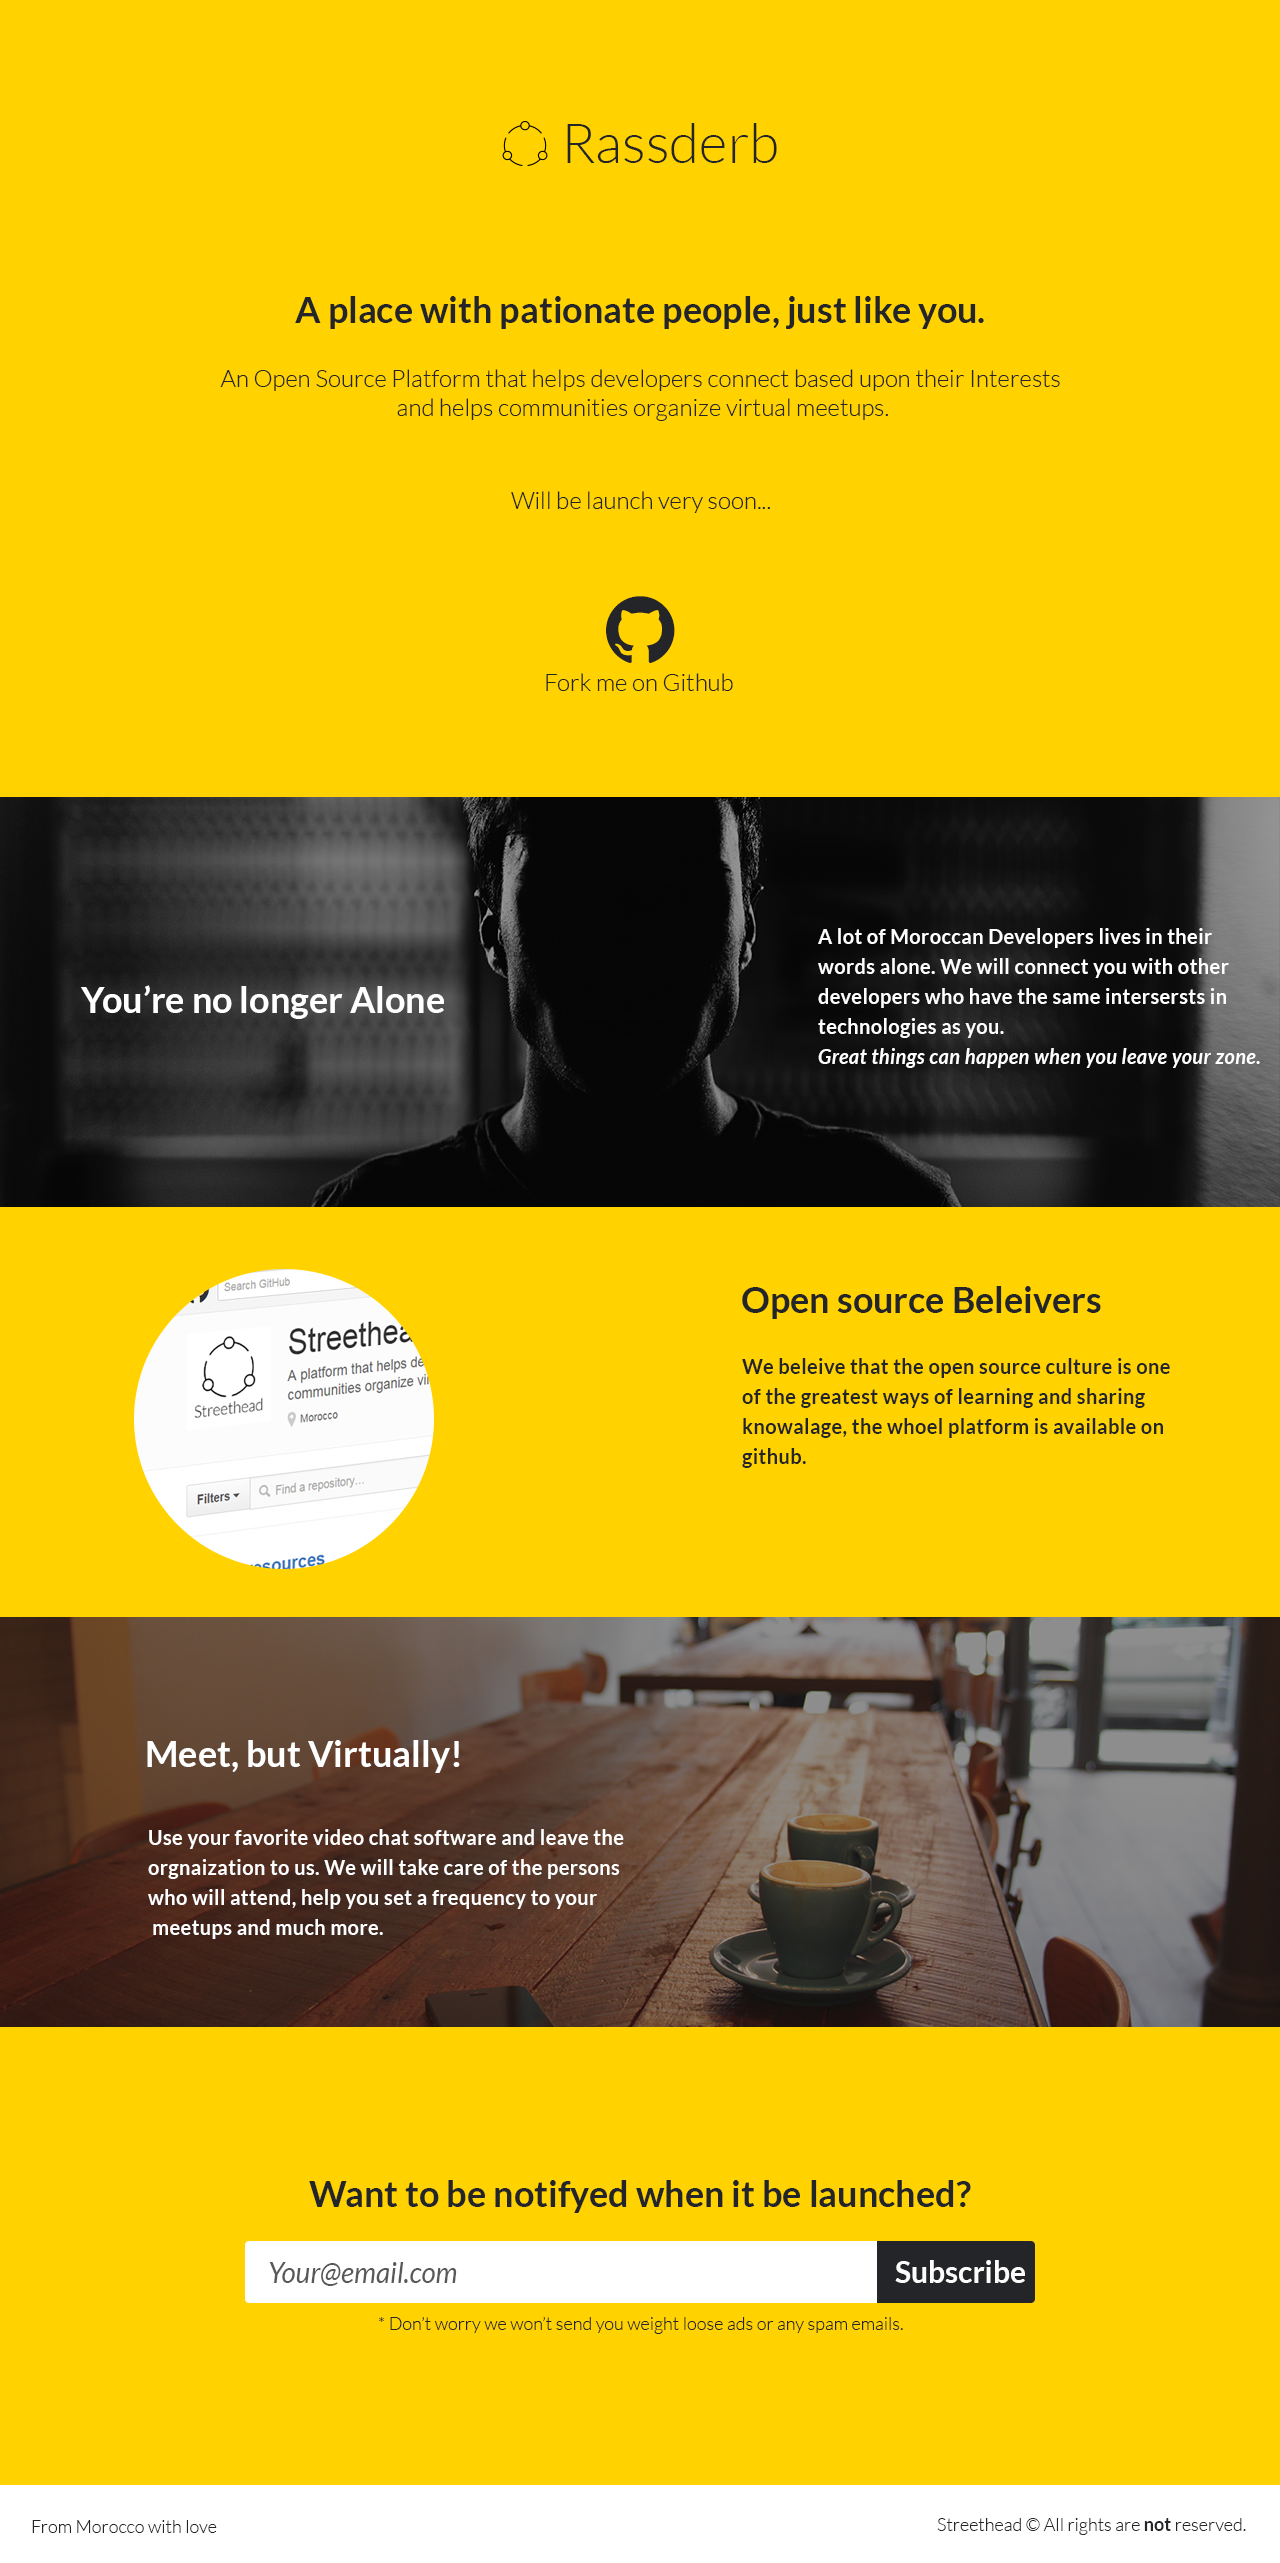 Rassderb
A place with pationate people, just like you.
An Open Source Platform that helps developers connect based upon their Interests
and helps communities organize virtual meetups.
Will be launch very soon...
Fork me on Github
You’re no longer Alone
A lot of Moroccan Developers lives in their
words alone. We will connect you with other
developers who have the same intersersts in
technologies as you.
Great things can happen when you leave your zone.
Search GitHub
Streethea
A platform that helps de
communities organize vi
Morocco
Streethead
Filters
Find a repository...
esources
Open source Beleivers
We beleive that the open source culture is one
of the greatest ways of learning and sharing
knowalage, the whoel platform is available on
github.
Meet, but Virtually!
Use your favorite video chat software and leave the
orgnaization to us. We will take care of the persons
who will attend, help you set a frequency to your
meetups and much more.
Want to be notifyed when it be launched?
Your@email.com
Subscribe
* Don’t worry we won’t send you weight loose ads or any spam emails.
From Morocco with love
Streethead © All rights are not reserved.